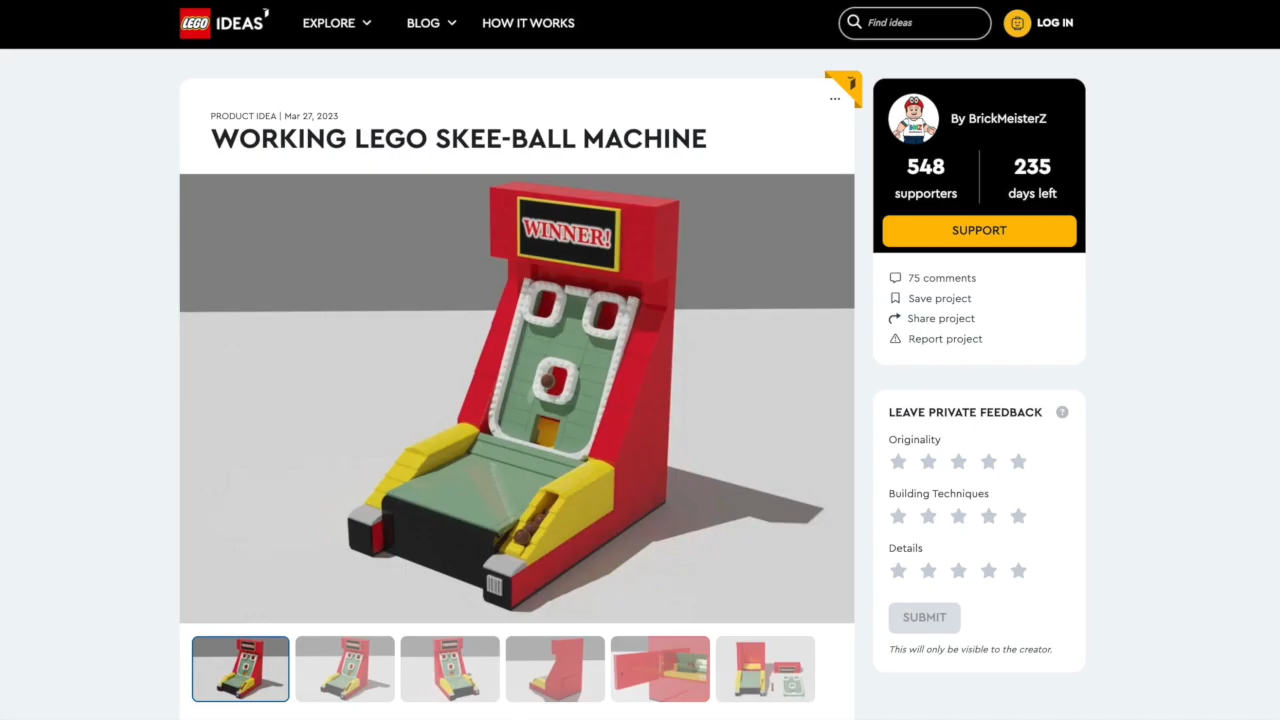 LEGO IDEAS
EXPLORE
BLOG
HOW IT WORKS
Find ideas
LOG IN
PRODUCT IDEA | Mar 27, 2023
...
WORKING LEGO SKEE-BALL MACHINE
WINNER!
By BrickMeisterZ
548
supporters
235
days left
SUPPORT
75 comments
Save project
Share project
Report project
LEAVE PRIVATE FEEDBACK ?
Originality
Building Techniques
Details
SUBMIT
This will only be visible to the creator.